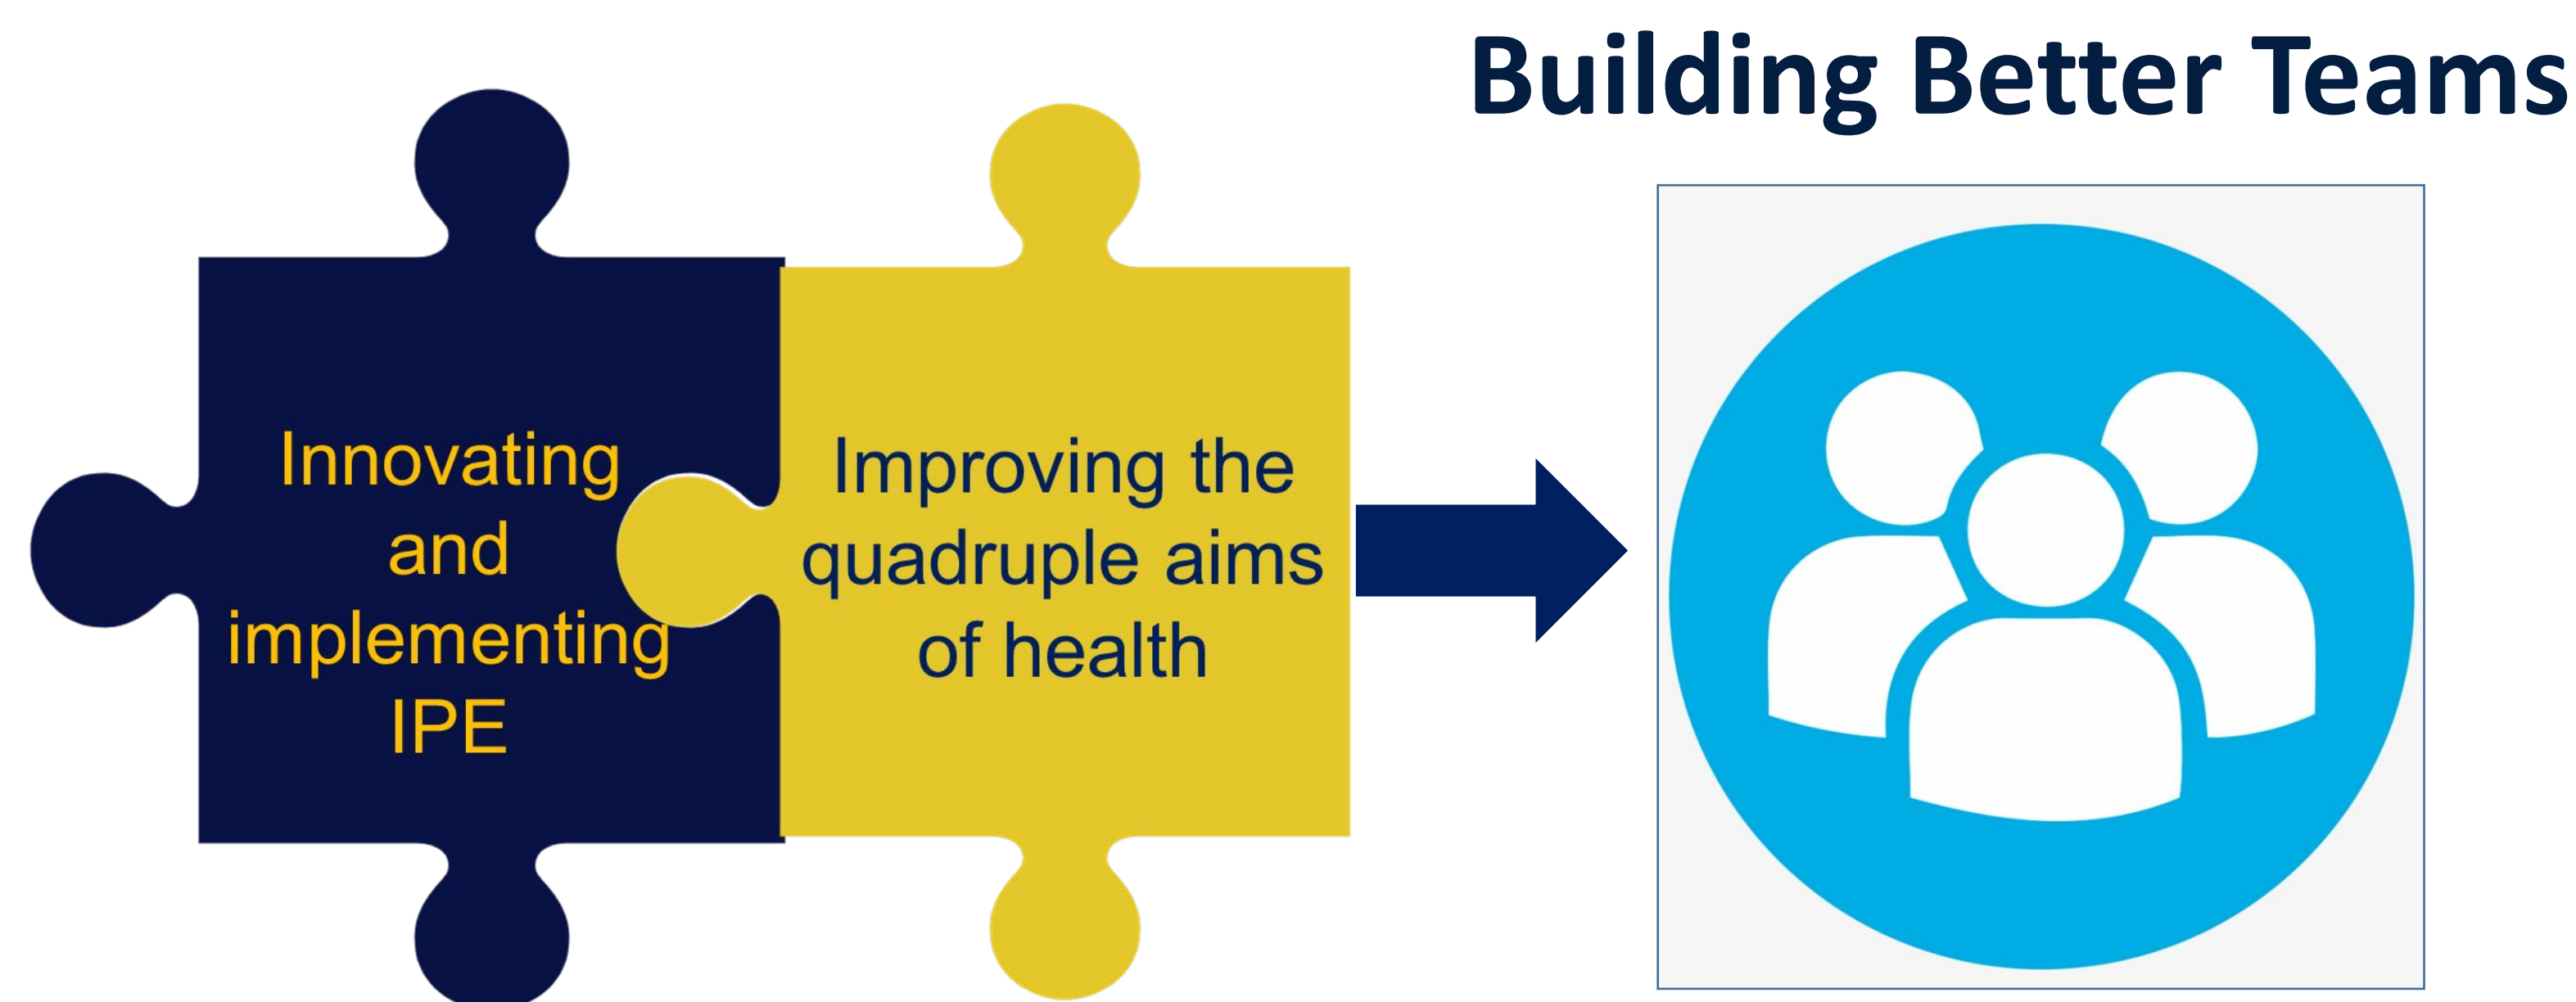 Building Better Teams
Innovating
and
implementing
IPE
Improving the
quadruple aims
of health